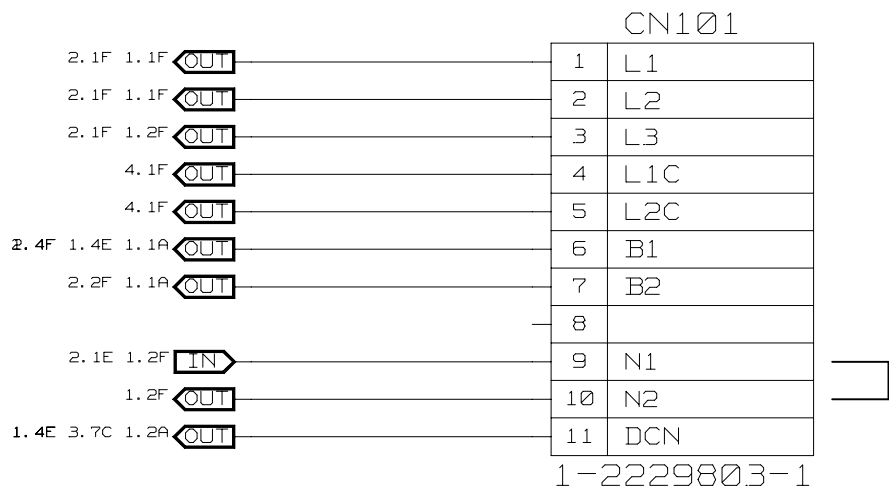 CN101
2.1F 1.1F OUT 1 L1
2.1F 1.1F OUT 2 L2
2.1F 1.2F OUT 3 L3
4.1F OUT 4 L1C
4.1F OUT 5 L2C
1.4E 1.1A OUT 6 B1
2.2F 1.1A OUT 7 B2
8
2.1E 1.2F IN 9 N1
1.2F OUT 10 N2
1.4E 3.7C 1.2A OUT 11 DCN
1-2229803-1